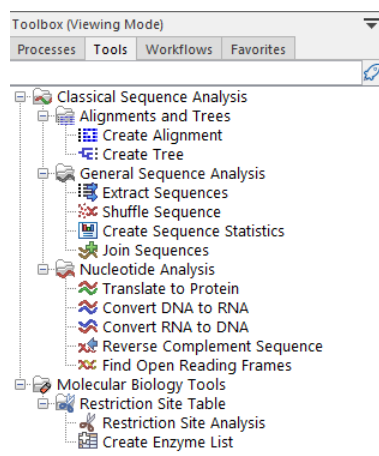 Toolbox (Viewing Mode)
Processes Tools Workflows Favorites
Classical Sequence Analysis
Alignments and Trees
Create Alignment
Create Tree
General Sequence Analysis
Extract Sequences
Shuffle Sequence
Create Sequence Statistics
Join Sequences
Nucleotide Analysis
Translate to Protein
Convert DNA to RNA
Convert RNA to DNA
Reverse Complement Sequence
Find Open Reading Frames
Molecular Biology Tools
Restriction Site Table
Restriction Site Analysis
Create Enzyme List